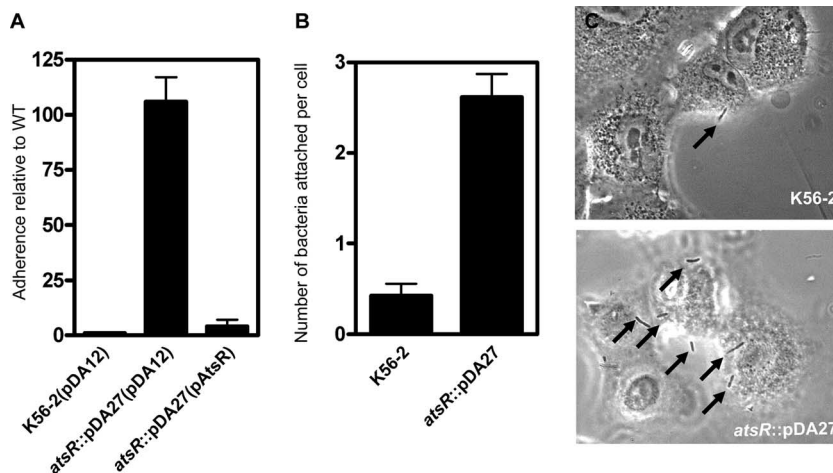 A
Adherence relative to WT
125
100
75
50
25
0
K56-2(pDA12)
atsR::pDA27(pDA12)
atsR::pDA27(pAtsR)
B
Number of bacteria attached per cell
3
2
1
0
K56-2
atsR::pDA27
C
K56-2
atsR::pDA27